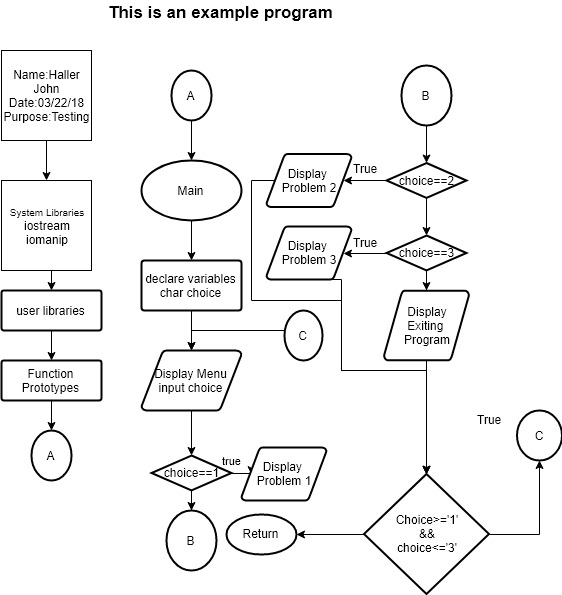 This is an example program
Name:Haller
John
Date:03/22/18
Purpose:Testing
System Libraries
iostream
iomanip
user libraries
Function
Prototypes
A
A
Main
declare variables
char choice
C
Display Menu
input choice
choice==1
true
Display
Problem 1
B
B
choice==2
True
Display
Problem 2
choice==3
True
Display
Problem 3
Display
Exiting
Program
Choice>='1'
&&
choice<='3'
Return
True
C